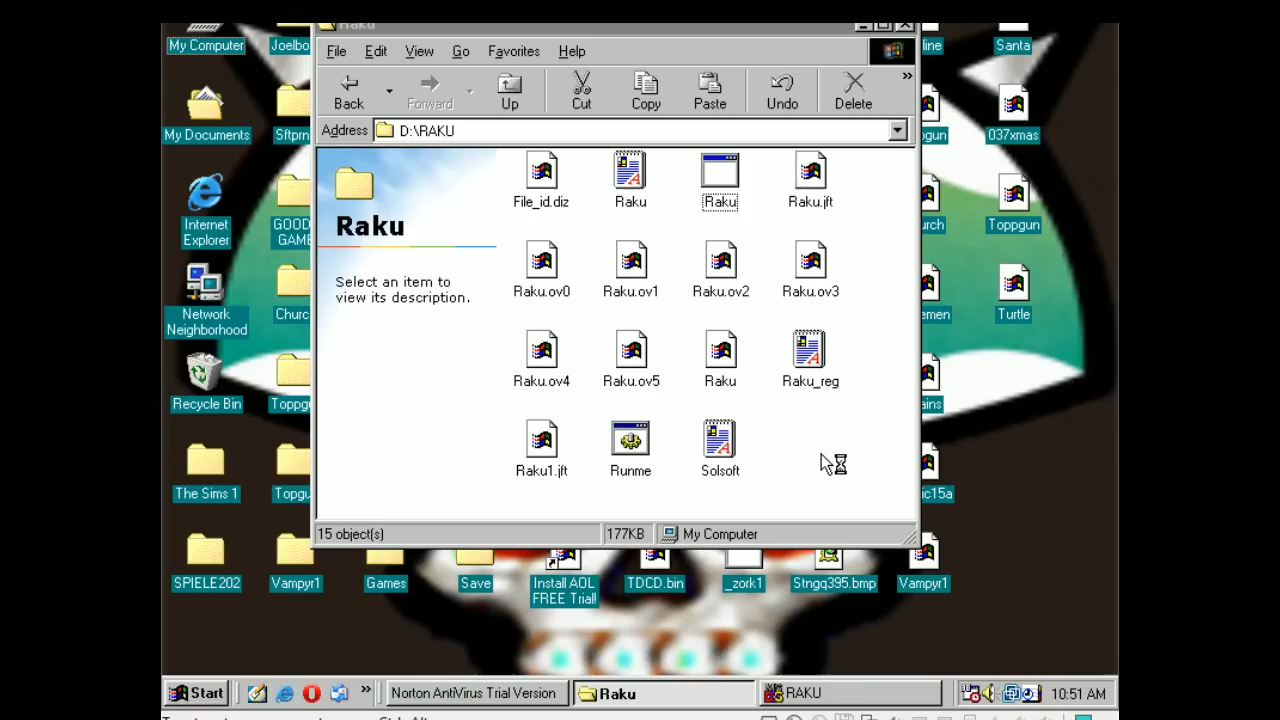 Raku
My Computer
Joelbo
line
Santa
File Edit View Go Favorites Help
Back Forward Up Cut Copy Paste Undo Delete »
Address D:\RAKU
My Documents
Sftprn
gun
037xmas
Raku
Select an item to
view its description.
File_id.diz Raku Raku Raku.jft
Raku.ov0 Raku.ov1 Raku.ov2 Raku.ov3
Raku.ov4 Raku.ov5 Raku Raku_reg
Raku1.jft Runme Solsoft
Internet
Explorer
GOOD
GAME
urch
Toppgun
Network
Neighborhood
Churc
emen
Turtle
Recycle Bin
Toppg
ains
The Sims 1
Topg
ic15a
15 object(s) 177KB My Computer
SPIELE202 Vampyr1 Games Save Install AOL
FREE Trial!
TDCD.bin _zork1 Stngq395.bmp Vampyr1
Start » Norton AntiVirus Trial Version Raku RAKU 10:51 AM